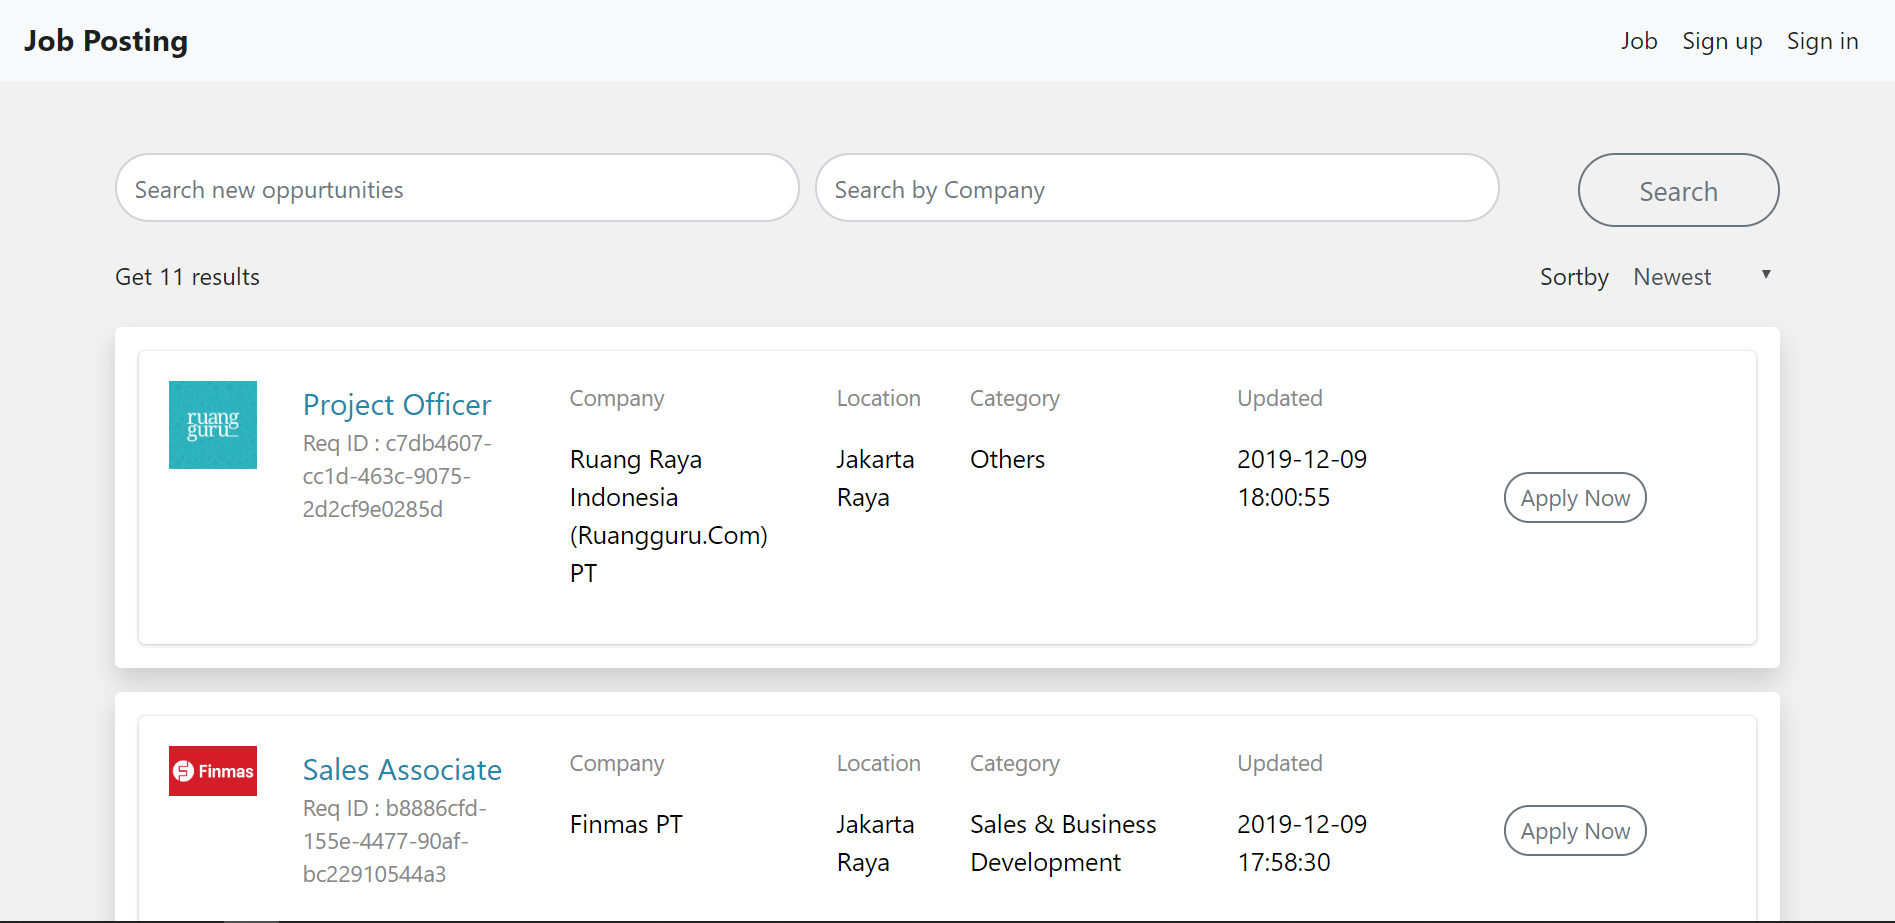 Job Posting
Job Sign up Sign in
Search new oppurtunities
Search by Company
Search
Get 11 results
Sortby Newest
ruang
guru
Project Officer
Req ID : c7db4607-
cc1d-463c-9075-
2d2cf9e0285d
Company
Ruang Raya
Indonesia
(Ruangguru.Com)
PT
Location
Jakarta
Raya
Category
Others
Updated
2019-12-09
18:00:55
Apply Now
Finmas
Sales Associate
Req ID : b8886cfd-
155e-4477-90af-
bc22910544a3
Company
Finmas PT
Location
Jakarta
Raya
Category
Sales & Business
Development
Updated
2019-12-09
17:58:30
Apply Now